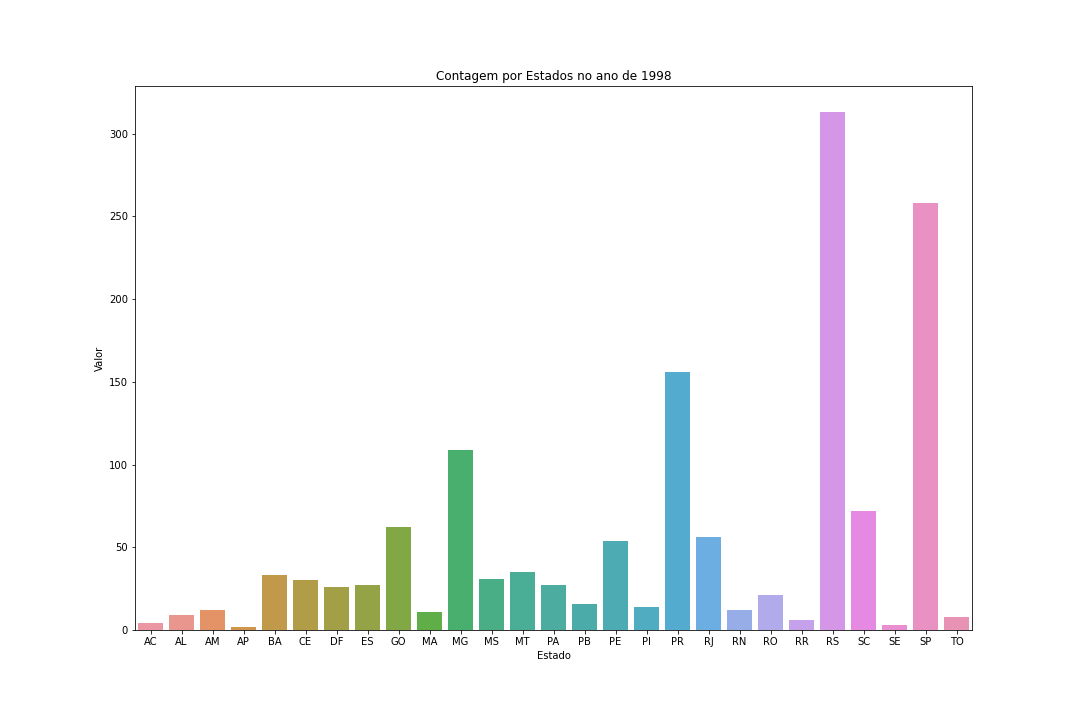 Contagem por Estados no ano de 1998
300
250
200
150
100
50
0
Valor
AC AL AM AP BA CE DF ES GO MA MG MS MT PA PB PE PI PR RJ RN RO RR RS SC SE SP TO
Estado